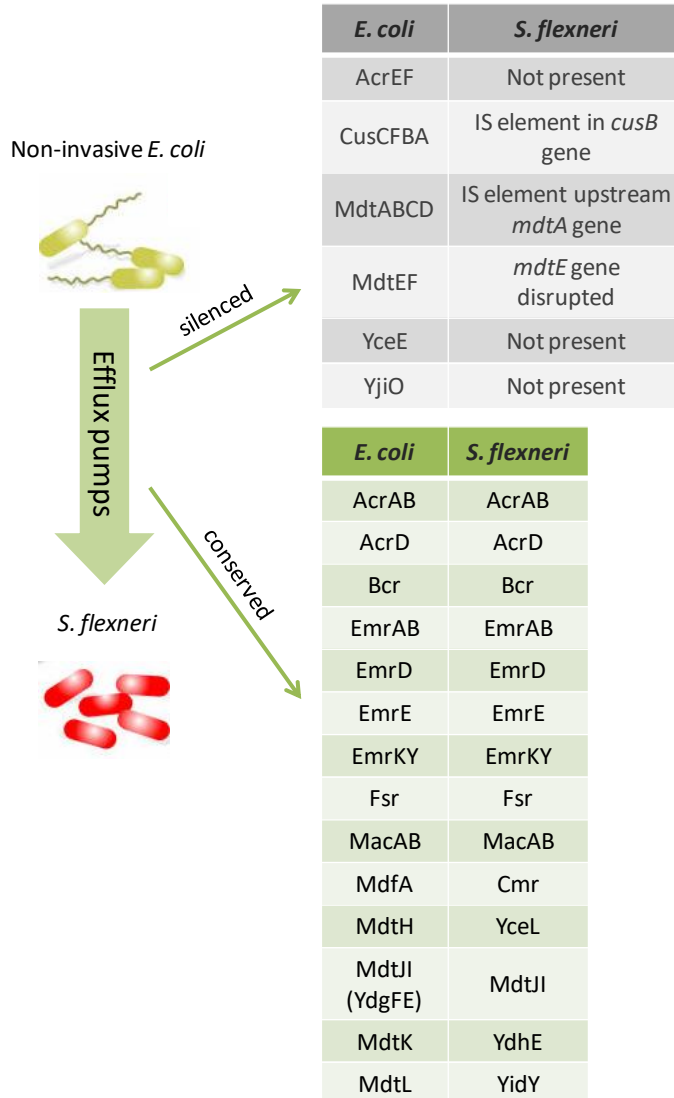 E. coli S. flexneri
AcrEF Not present
CusCFBA IS element in cusB
gene
MdtABCD IS element upstream
mdtA gene
MdtEF mdtE gene
disrupted
YceE Not present
YjiO Not present
Non-invasive E. coli
silenced
Efflux pumps
conserved
S. flexneri
E. coli S. flexneri
AcrAB AcrAB
AcrD AcrD
Bcr Bcr
EmrAB EmrAB
EmrD EmrD
EmrE EmrE
EmrKY EmrKY
Fsr Fsr
MacAB MacAB
MdfA Cmr
MdtH YceL
MdtJI
(YdgFE) MdtJI
MdtK YdhE
MdtL YidY